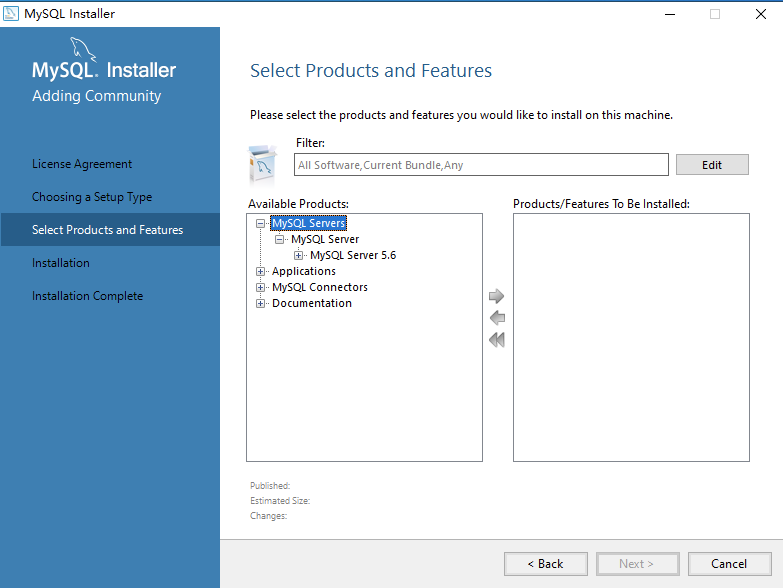 MySQL Installer
MySQL. Installer
Adding Community
License Agreement
Choosing a Setup Type
Select Products and Features
Installation
Installation Complete
Select Products and Features
Please select the products and features you would like to install on this machine.
Filter:
All Software,Current Bundle,Any
Edit
Available Products:
MySQL Servers
MySQL Server
MySQL Server 5.6
Applications
MySQL Connectors
Documentation
Products/Features To Be Installed:
Published:
Estimated Size:
Changes:
< Back
Next >
Cancel